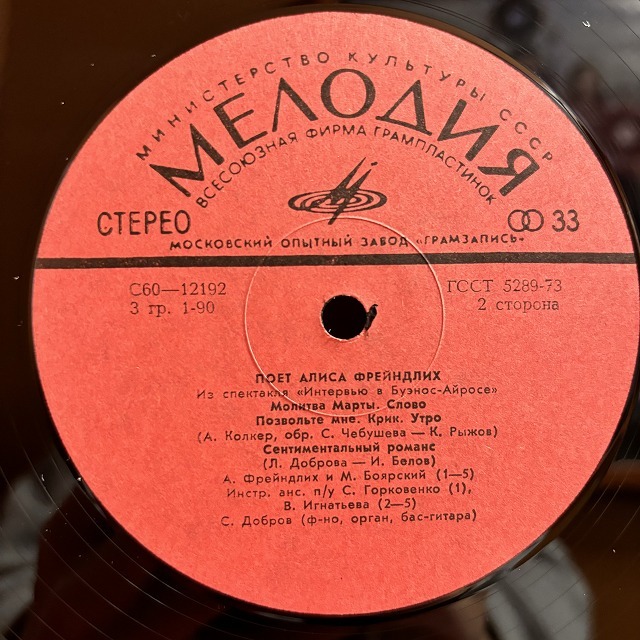 МИНИСТЕРСТВО КУЛЬТУРЫ СССР
МЕЛОДИЯ
ВСЕСОЮЗНАЯ ФИРМА ГРАМПЛАСТИНОК
СТЕРЕО
33
МОСКОВСКИЙ ОПЫТНЫЙ ЗАВОД «ГРАМЗАПИСЬ»
С60—12192
ГОСТ 5289-73
3 гр. 1-90
2 сторона
ПОЕТ АЛИСА ФРЕЙНДЛИХ
Из спектакля «Интервью в Буэнос-Айросе»
Молитва Марты. Слово
Позвольте мне. Крик. Утро
(А. Колкер, обр. С. Чебушева — К. Рыжов)
Сентиментальный романс
(Л. Доброва — И. Белов)
А. Фрейндлих и М. Боярский (1—5)
Инстр. анс. п/у С. Горковенко (1),
В. Игнатьева (2—5)
С. Добров (ф-но, орган, бас-гитара)